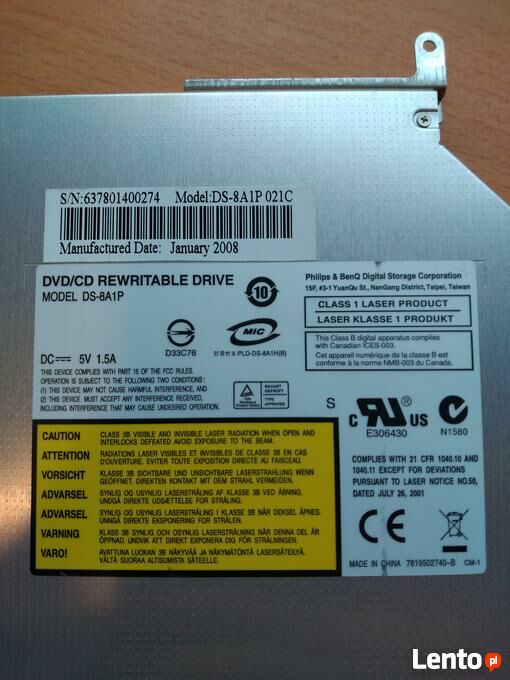 S/N:637801400274 Model:DS-8A1P 021C
Manufactured Date: January 2008
DVD/CD REWRITABLE DRIVE
MODEL DS-8A1P
10
D33C76
MIC
인증번호 PLD-DS-8A1H(B)
DC 5V 1.5A
THIS DEVICE COMPLIES WITH PART 15 OF THE FCC RULES.
OPERATION IS SUBJECT TO THE FOLLOWING TWO CONDITIONS:
(1) THIS DEVICE MAY NOT CAUSE HARMFUL INTERFERENCE, AND
(2) THIS DEVICE MUST ACCEPT ANY INTERFERENCE RECEIVED,
INCLUDING INTERFERENCE THAT MAY CAUSE UNDESIRED OPERATION.
BAUART
GEPRÜFT
TYPE
APPROVED
Philips & BenQ Digital Storage Corporation
15F, #3-1 YuanQu St., NanGang District, Taipei, Taiwan
CLASS 1 LASER PRODUCT
LASER KLASSE 1 PRODUKT
This Class B digital apparatus complies
with Canadian ICES-003.
Cet appareil numérique de la classe B est
conforme à la norme NMB-003 du Canada.
S
C RU ® US
E306430
N1580
COMPLIES WITH 21 CFR 1040.10 AND
1040.11 EXCEPT FOR DEVIATIONS
PURSUANT TO LASER NOTICE NO.50,
DATED JULY 26, 2001
CE
MADE IN CHINA 7819502740-B CM-1
CAUTION CLASS 3B VISIBLE AND INVISIBLE LASER RADIATION WHEN OPEN AND
INTERLOCKS DEFEATED AVOID EXPOSURE TO THE BEAM.
ATTENTION RADIATIONS LASER VISIBLES ET INVISIBLES DE CLASSE 3B EN CAS
D'OUVERTURE. EVITER TOUTE EXPOSITION DIRECTE AU FAISCEAU.
VORSICHT KLASSE 3B SICHTBARE UND UNSICHTBARE LASERSTRAHLUNG WENN
GEÖFFNET. DIREKTEN KONTAKT MIT DEM STRAHL VERMEIDEN.
ADVARSEL SYNLIG OG USYNLIG LASERSTRÅLING AF KLASSE 3B VED ÅBNING.
UNDGÅ DIREKTE UDSÆTTELSE FOR STRÅLING.
ADVARSEL SYNLIG OG USYNLIG LASERSTRÅLING I KLASSE 3B NÅR DEKSEL ÅPNES.
UNNGÅ DIREKTE EKSPONERING FOR STRÅLEN.
VARNING KLASS 3B SYNLIG OCH OSYNLIG LASERSTRÅLNING NÄR DENNA DEL ÄR
ÖPPNAD. UNDVIK ATT DIREKT EXPONERA DIG FÖR STRÅLNINGEN.
VARO! AVATTUNA LUOKAN 3B NÄKYVÄÄ JA NÄKYMÄTÖNTÄ LASERSÄTEILYÄ.
VÄLTÄ SUORAA ALTISUMISTA SÄTEELLE.
Lento pl